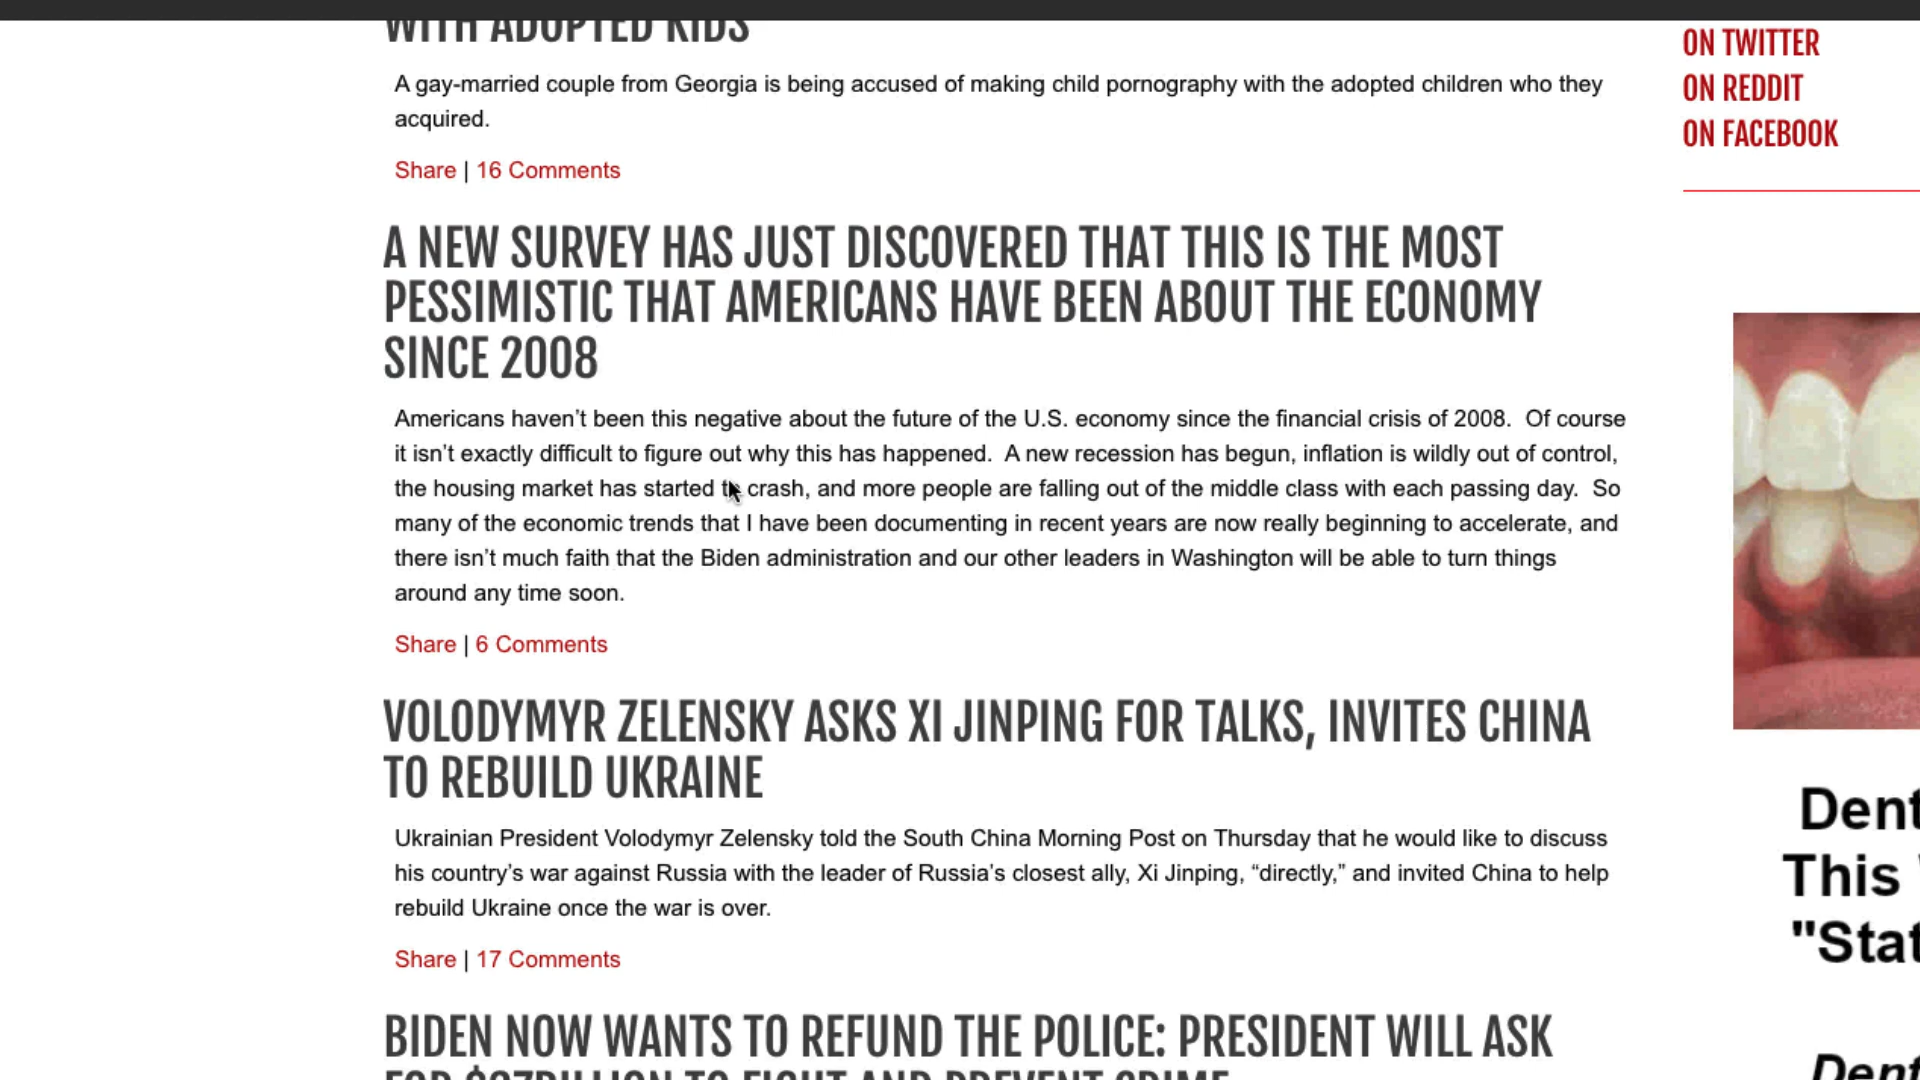 WITH ADOPTED KIDS
A gay-married couple from Georgia is being accused of making child pornography with the adopted children who they
acquired.
Share | 16 Comments
A NEW SURVEY HAS JUST DISCOVERED THAT THIS IS THE MOST
PESSIMISTIC THAT AMERICANS HAVE BEEN ABOUT THE ECONOMY
SINCE 2008
Americans haven’t been this negative about the future of the U.S. economy since the financial crisis of 2008.  Of course
it isn’t exactly difficult to figure out why this has happened.  A new recession has begun, inflation is wildly out of control,
the housing market has started to crash, and more people are falling out of the middle class with each passing day.  So
many of the economic trends that I have been documenting in recent years are now really beginning to accelerate, and
there isn’t much faith that the Biden administration and our other leaders in Washington will be able to turn things
around any time soon.
Share | 6 Comments
VOLODYMYR ZELENSKY ASKS XI JINPING FOR TALKS, INVITES CHINA
TO REBUILD UKRAINE
Ukrainian President Volodymyr Zelensky told the South China Morning Post on Thursday that he would like to discuss
his country’s war against Russia with the leader of Russia’s closest ally, Xi Jinping, “directly,” and invited China to help
rebuild Ukraine once the war is over.
Share | 17 Comments
BIDEN NOW WANTS TO REFUND THE POLICE: PRESIDENT WILL ASK
FOR $37BILLION TO FIGHT AND PREVENT CRIME
ON TWITTER
ON REDDIT
ON FACEBOOK
Dent
This
"Stat
Dent